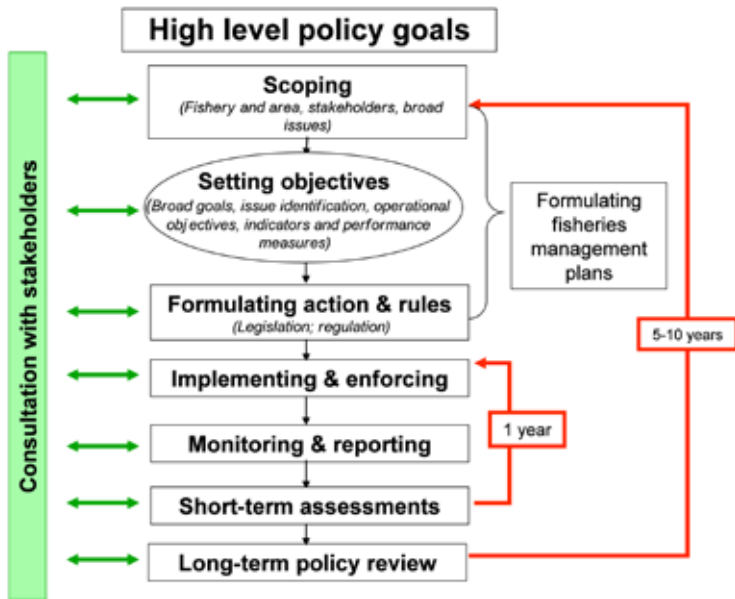 High level policy goals
Consultation with stakeholders
Scoping
(Fishery and area, stakeholders, broad
issues)
Setting objectives
(Broad goals, issue identification, operational
objectives, indicators and performance
measures)
Formulating
fisheries
management
plans
Formulating action & rules
(Legislation; regulation)
5-10 years
Implementing & enforcing
1 year
Monitoring & reporting
Short-term assessments
Long-term policy review